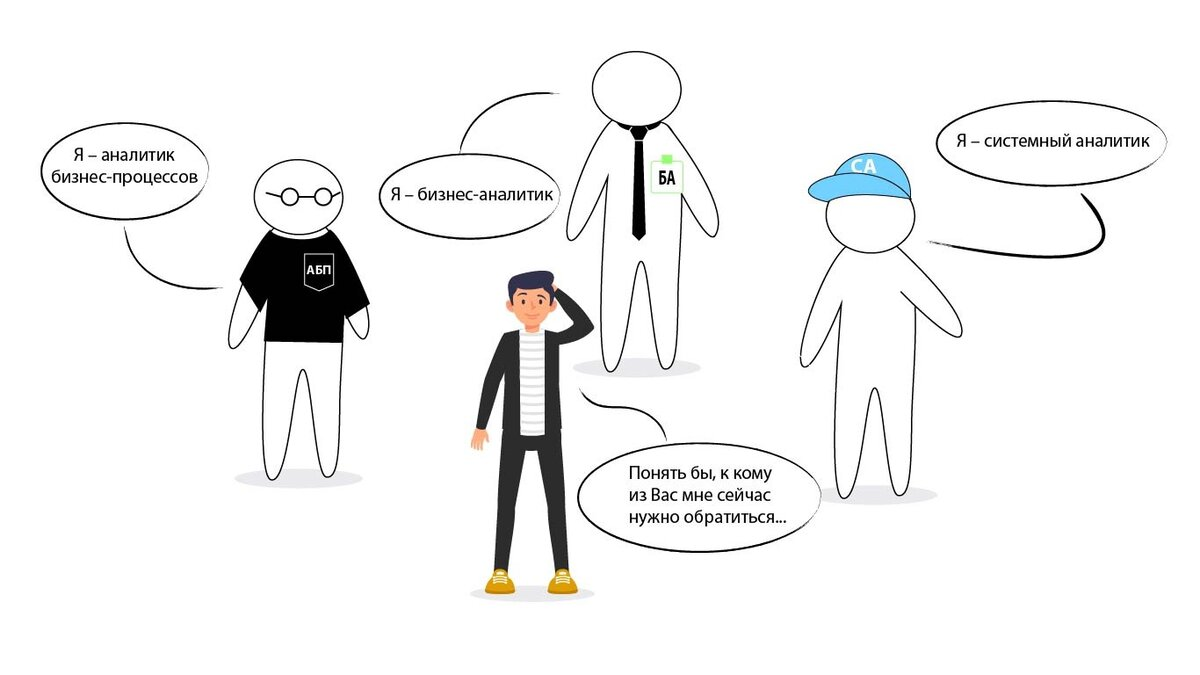 Я – аналитик
бизнес-процессов
Я – бизнес-аналитик
Я – системный аналитик
АБП
БА
СА
Понять бы, к кому
из Вас мне сейчас
нужно обратиться...